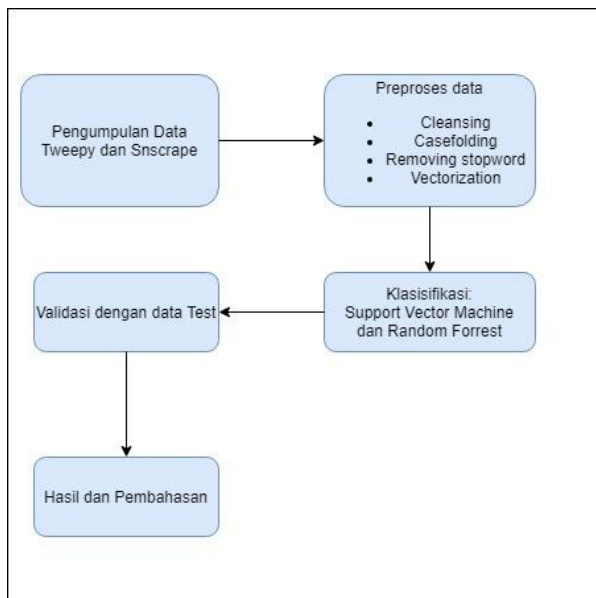 Pengumpulan Data
Tweepy dan Snscrape
Preproses data
• Cleansing
• Casefolding
• Removing stopword
• Vectorization
Klasisifikasi:
Support Vector Machine
dan Random Forrest
Validasi dengan data Test
Hasil dan Pembahasan